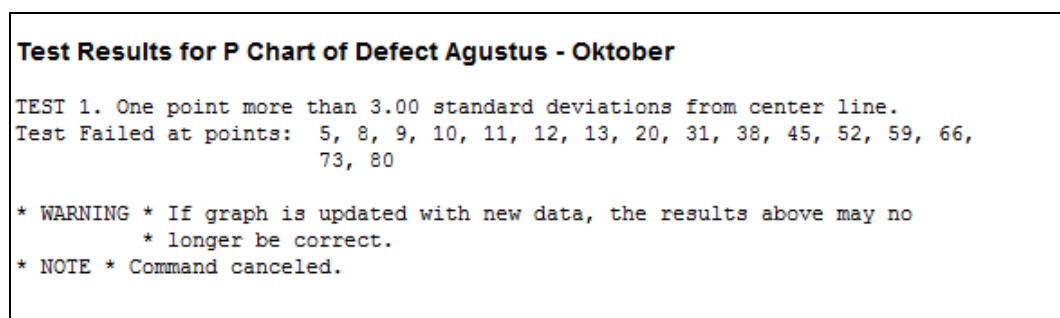 Test Results for P Chart of Defect Agustus - Oktober
TEST 1. One point more than 3.00 standard deviations from center line.
Test Failed at points: 5, 8, 9, 10, 11, 12, 13, 20, 31, 38, 45, 52, 59, 66,
73, 80
* WARNING * If graph is updated with new data, the results above may no
* longer be correct.
* NOTE * Command canceled.